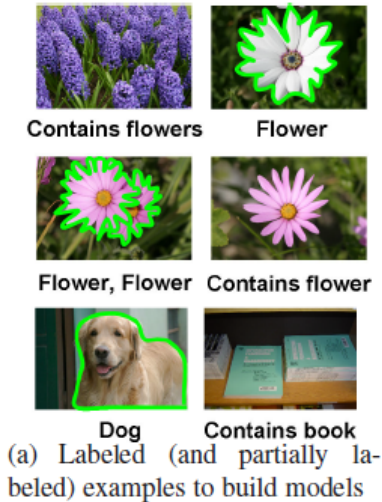 Contains flowers
Flower
Flower, Flower
Contains flower
Dog
Contains book
(a) Labeled (and partially la-
beled) examples to build models